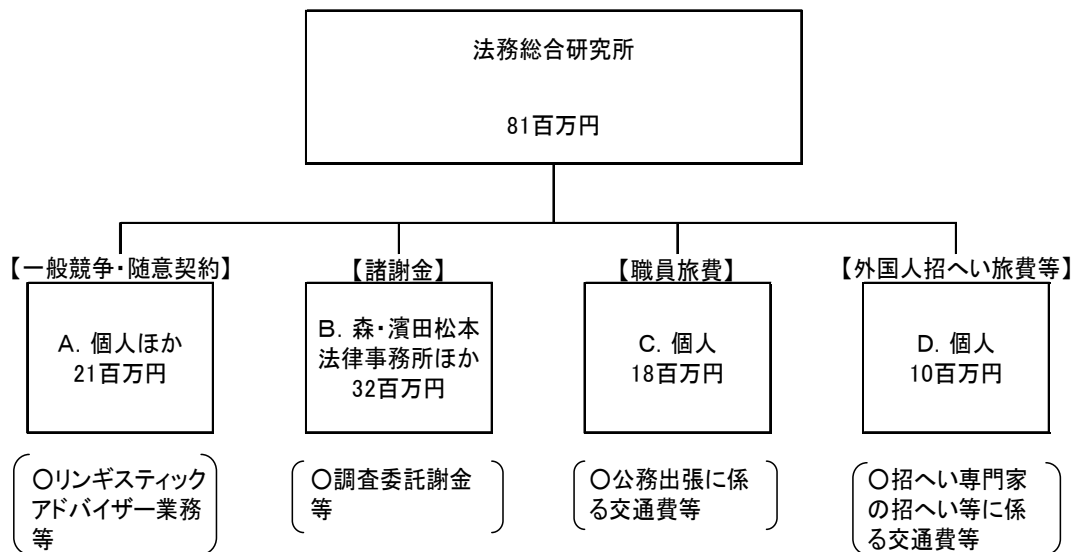 法務総合研究所
81百万円
【一般競争・随意契約】
【諸謝金】
【職員旅費】
【外国人招へい旅費等】
A．個人ほか
21百万円
B．森・濱田松本
法律事務所ほか
32百万円
C．個人
18百万円
D．個人
10百万円
○リンギスティック
アドバイザー業務
等
○調査委託謝金
等
○公務出張に係
る交通費等
○招へい専門家
の招へい等に係
る交通費等